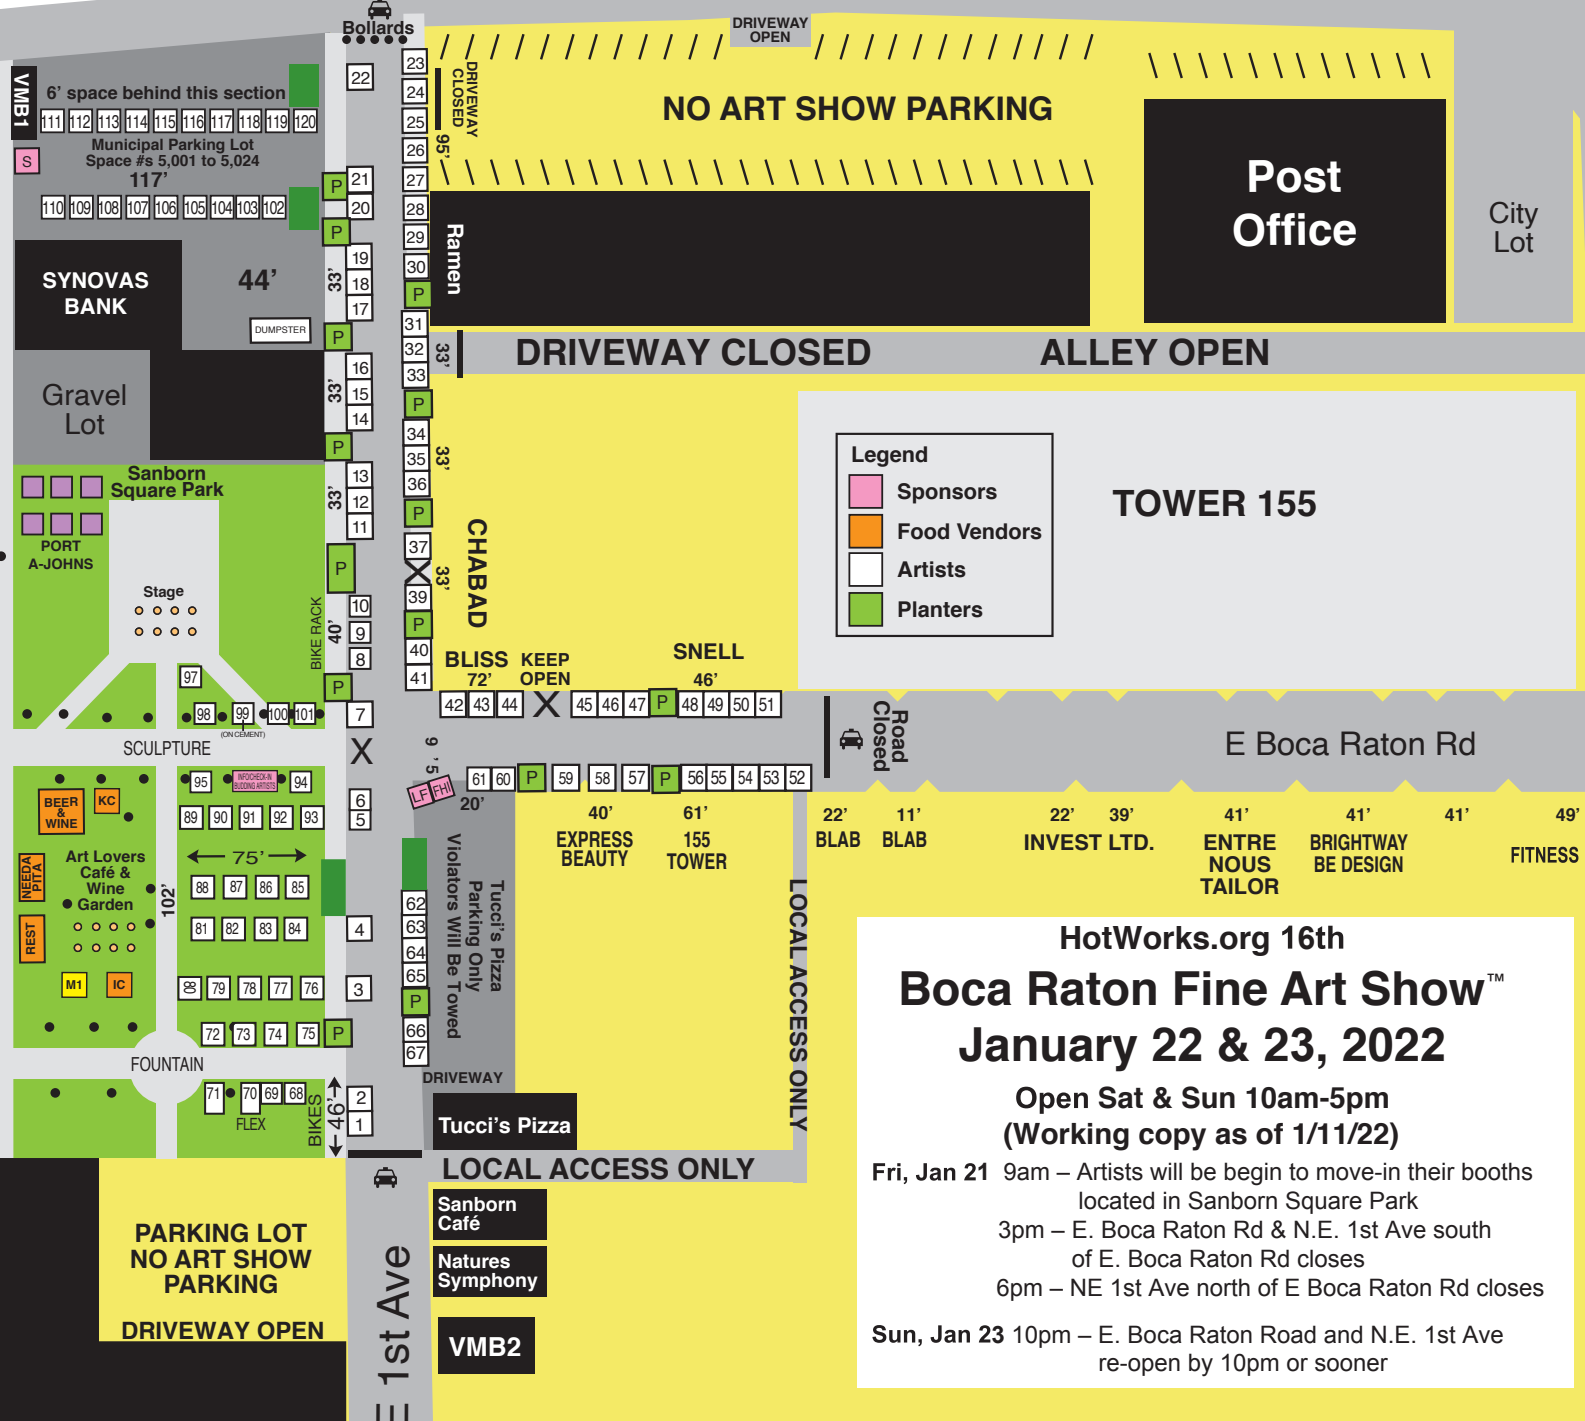 Bollards
DRIVEWAY
OPEN
22
23
24
25
26
27
28
29
30
P
DRIVEWAY
CLOSED
95'
NO ART SHOW PARKING
Post
Office
City
Lot
VMB1
6' space behind this section
111 112 113 114 115 116 117 118 119 120
S
Municipal Parking Lot
Space #s 5,001 to 5,024
117'
110 109 108 107 106 105 104 103 102
P
21
20
P
Ramen
SYNOVAS
BANK
44'
DUMPSTER
33'
19
18
17
P
31
32
33
33'
P
DRIVEWAY CLOSED
ALLEY OPEN
Gravel
Lot
33'
16
15
14
P
34
35
36
33'
P
Legend
Sponsors
Food Vendors
Artists
Planters
TOWER 155
Sanborn
Square Park
PORT
A-JOHNS
Stage
33'
13
12
11
P
37
X
39
33'
P
CHABAD
BIKE RACK
40'
10
9
8
P
40
41
7
BLISS
72'
KEEP
OPEN
SNELL
46'
42 43 44 X 45 46 47 P 48 49 50 51
97
98 99 100 101
(ON CEMENT)
SCULPTURE
X
9'5
Road
Closed
E Boca Raton Rd
BEER
&
WINE
KC
95
INFO/CHECK-IN
BUDDING ARTISTS
94
89 90 91 92 93
6
5
LF FHI
20'
61 60 P 59 58 57 P 56 55 54 53 52
40'
EXPRESS
BEAUTY
61'
155
TOWER
22'
BLAB
11'
BLAB
22' 39'
INVEST LTD.
41'
ENTRE
NOUS
TAILOR
41'
BRIGHTWAY
BE DESIGN
41'
49'
FITNESS
NEEDA
PITA
REST
Art Lovers
Café &
Wine
Garden
M1
IC
102'
75'
88 87 86 85
81 82 83 84
80 79 78 77 76
72 73 74 75 P
4
3
62
63
64
65
P
66
67
Tucci's Pizza
Parking Only
Violators Will Be Towed
LOCAL ACCESS ONLY
DRIVEWAY
FOUNTAIN
71 70 69 68
FLEX
BIKES
46'
2
1
Tucci's Pizza
LOCAL ACCESS ONLY
Sanborn
Café
Natures
Symphony
VMB2
E 1st Ave
PARKING LOT
NO ART SHOW
PARKING
DRIVEWAY OPEN
HotWorks.org 16th
Boca Raton Fine Art Show™
January 22 & 23, 2022
Open Sat & Sun 10am-5pm
(Working copy as of 1/11/22)
Fri, Jan 21 9am – Artists will be begin to move-in their booths
located in Sanborn Square Park
3pm – E. Boca Raton Rd & N.E. 1st Ave south
of E. Boca Raton Rd closes
6pm – NE 1st Ave north of E Boca Raton Rd closes
Sun, Jan 23 10pm – E. Boca Raton Road and N.E. 1st Ave
re-open by 10pm or sooner